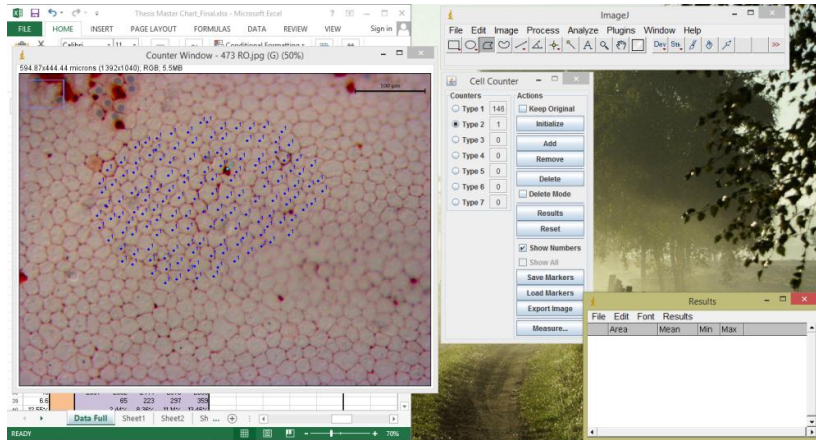 Thesis Master Chart_Final.xlsx - Microsoft Excel
FILE HOME INSERT PAGE LAYOUT FORMULAS DATA REVIEW VIEW Sign in
Calibri 11 Conditional Formatting
Counter Window - 473 RO.jpg (G) (50%)
594.87x444.44 microns (1392x1040); RGB; 5.5MB
100 µm
39 6.6 65 223 297 359
Data Full Sheet1 Sheet2 Sh ...
READY 70%
ImageJ
File Edit Image Process Analyze Plugins Window Help
Dev Stk >>
Cell Counter
Counters
Type 1 146
Type 2 1
Type 3 0
Type 4 0
Type 5 0
Type 6 0
Type 7 0
Actions
Keep Original
Initialize
Add
Remove
Delete
Delete Mode
Results
Reset
Show Numbers
Show All
Save Markers
Load Markers
Export Image
Measure...
Results
File Edit Font Results
Area Mean Min Max